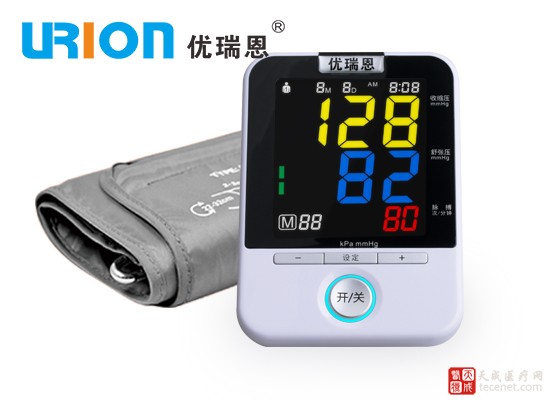 URION 优瑞恩®
优瑞恩
8M 8D AM 8:08
128 收缩压 mmHg
82 舒张压 mmHg
M 88 80 脉搏 次/分钟
kPa mmHg
− 设定 +
开/关
天成医疗网
tecenet.com